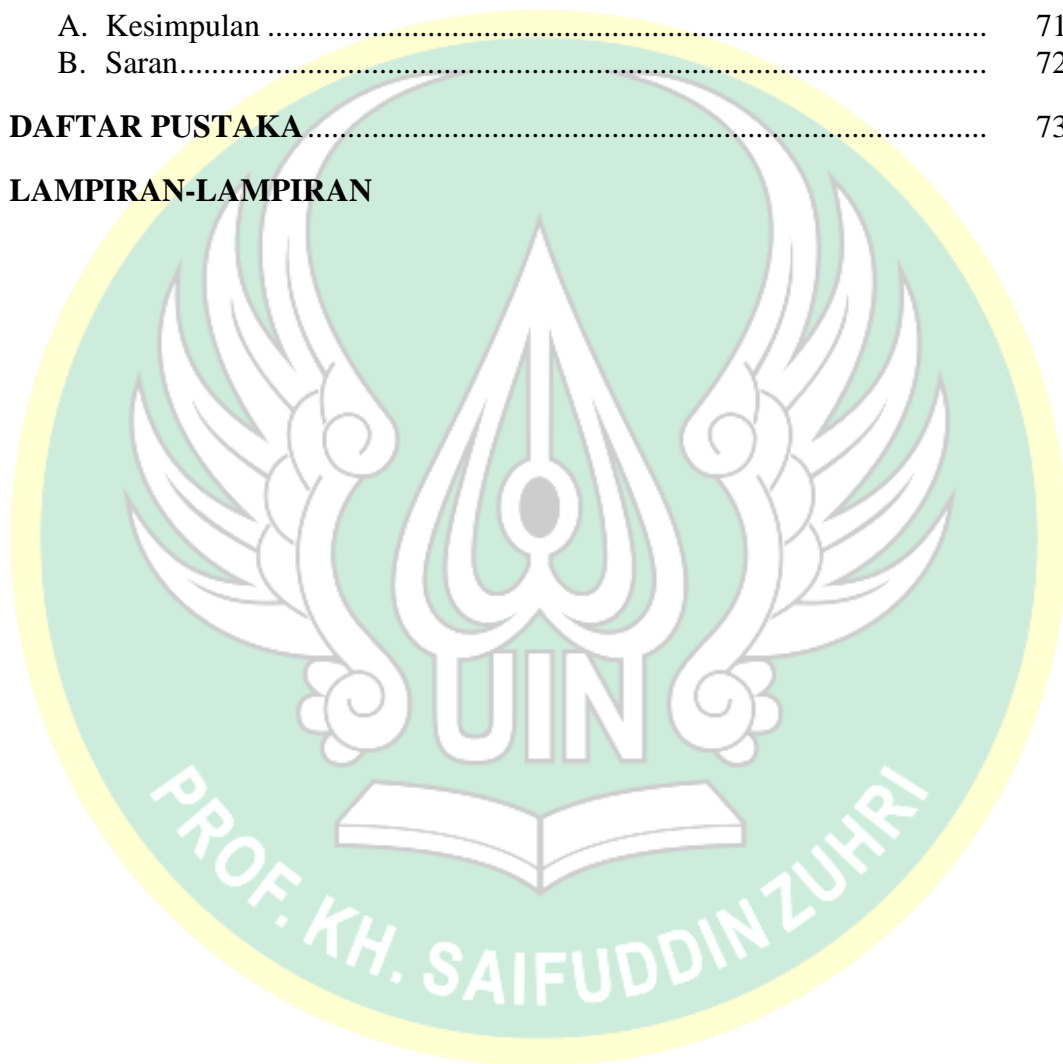 A. Kesimpulan ........................................................................... 71
B. Saran..................................................................................... 72
DAFTAR PUSTAKA ....................................................................... 73
LAMPIRAN-LAMPIRAN
UIN
PROF. KH. SAIFUDDIN ZUHRI